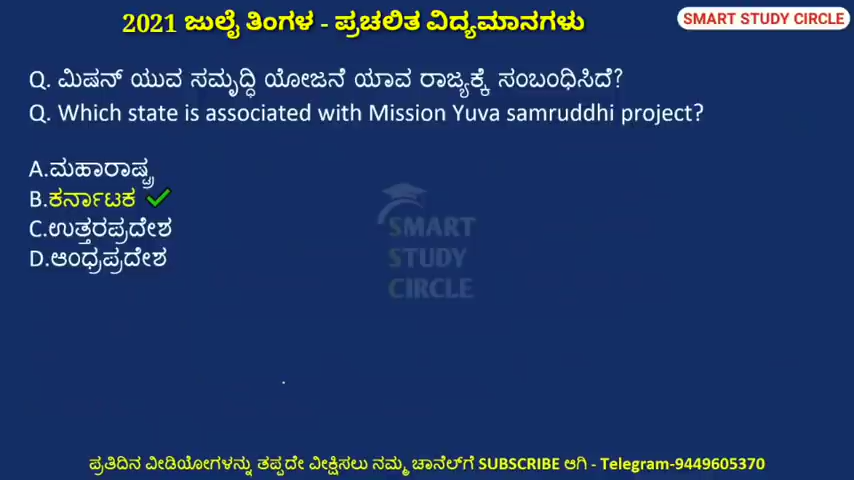 2021 ಜುಲೈ ತಿಂಗಳ - ಪ್ರಚಲಿತ ವಿದ್ಯಮಾನಗಳು
SMART STUDY CIRCLE
Q. ಮಿಷನ್ ಯುವ ಸಮೃದ್ಧಿ ಯೋಜನೆ ಯಾವ ರಾಜ್ಯಕ್ಕೆ ಸಂಬಂಧಿಸಿದೆ?
Q. Which state is associated with Mission Yuva samruddhi project?
A.ಮಹಾರಾಷ್ಟ್ರ
B.ಕರ್ನಾಟಕ
C.ಉತ್ತರಪ್ರದೇಶ
D.ಆಂಧ್ರಪ್ರದೇಶ
SMART
STUDY
CIRCLE
ಪ್ರತಿದಿನ ವೀಡಿಯೋಗಳನ್ನು ತಪ್ಪದೇ ವೀಕ್ಷಿಸಲು ನಮ್ಮ ಚಾನೆಲ್‌ಗೆ SUBSCRIBE ಆಗಿ - Telegram-9449605370